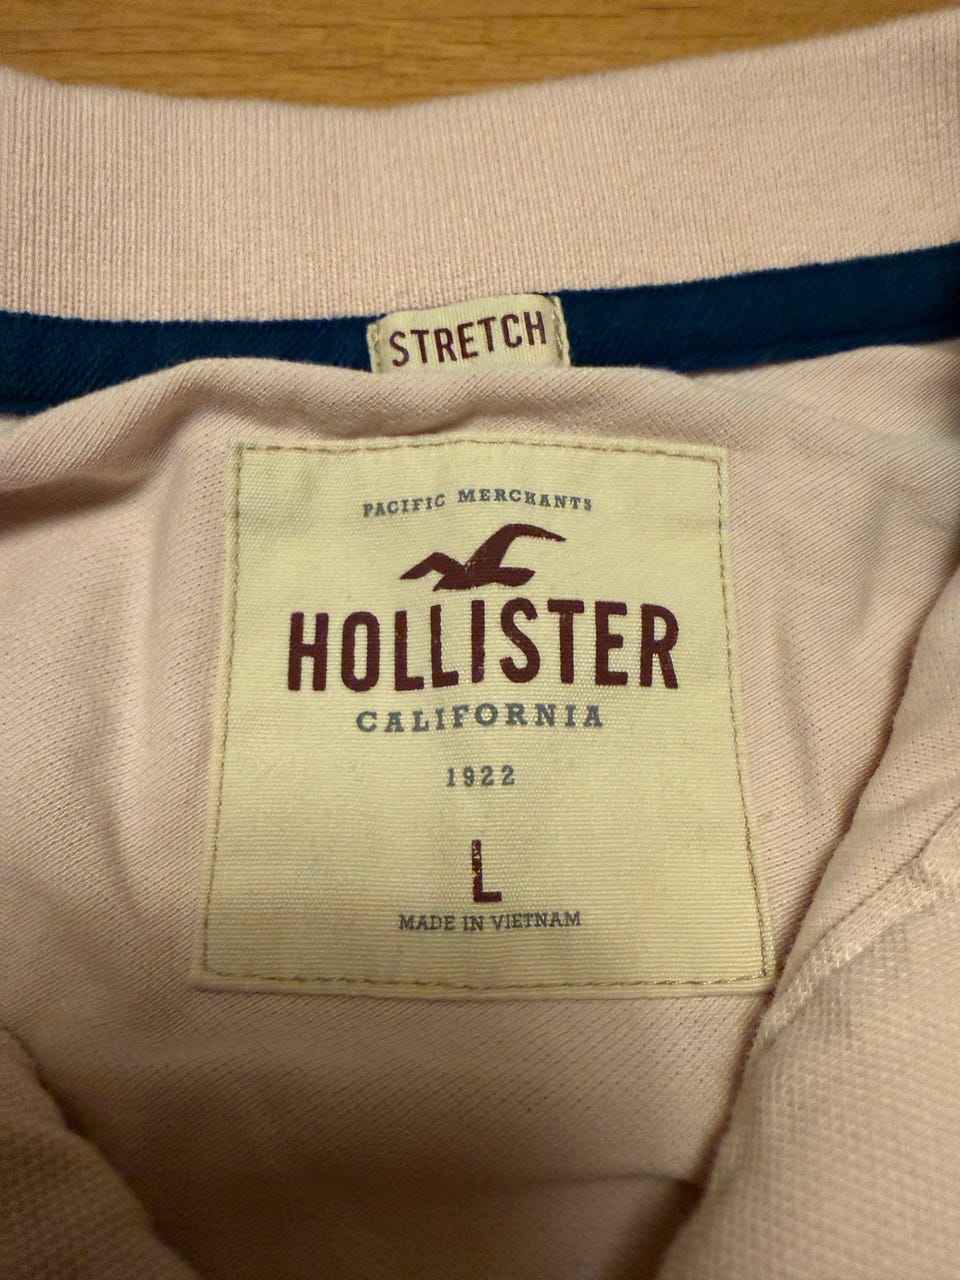 STRETCH
PACIFIC MERCHANTS
HOLLISTER
CALIFORNIA
1922
L
MADE IN VIETNAM